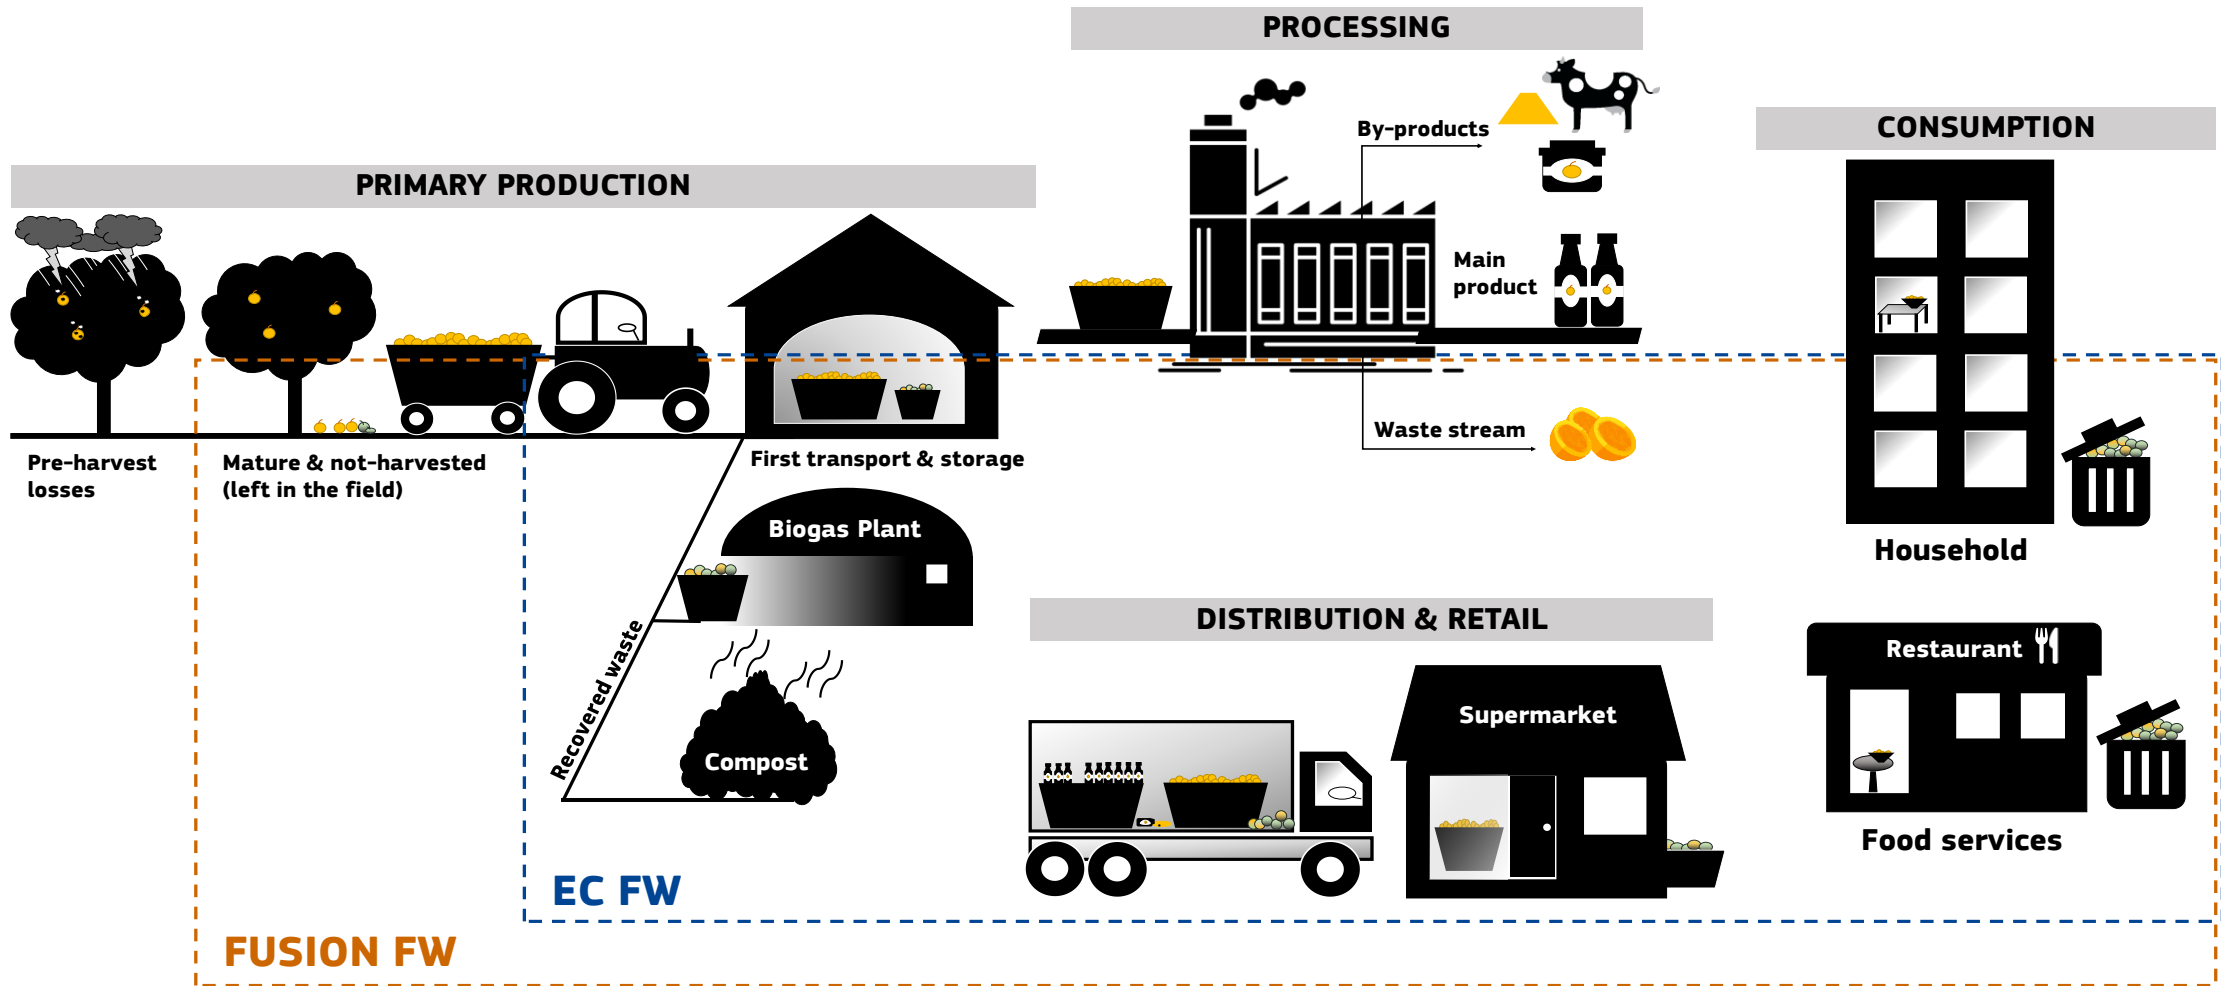 PROCESSING
By-products
CONSUMPTION
PRIMARY PRODUCTION
Main
product
Waste stream
Pre-harvest
losses
Mature & not-harvested
(left in the field)
First transport & storage
Biogas Plant
Recovered waste
Compost
Household
DISTRIBUTION & RETAIL
Restaurant
Supermarket
Food services
EC FW
FUSION FW